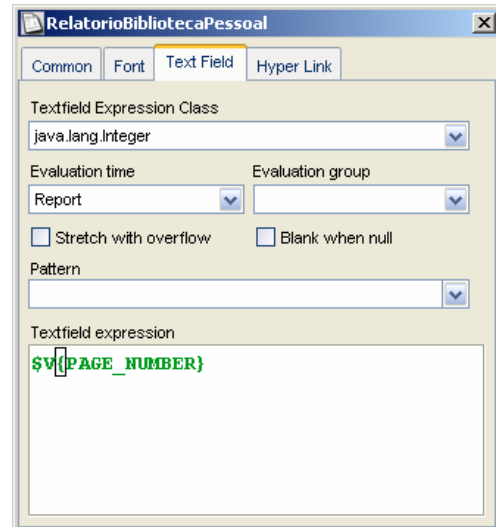 RelatorioBibliotecaPessoal
Common Font Text Field Hyper Link
Textfield Expression Class
java.lang.Integer
Evaluation time Evaluation group
Report
Stretch with overflow Blank when null
Pattern
Textfield expression
$V{PAGE_NUMBER}